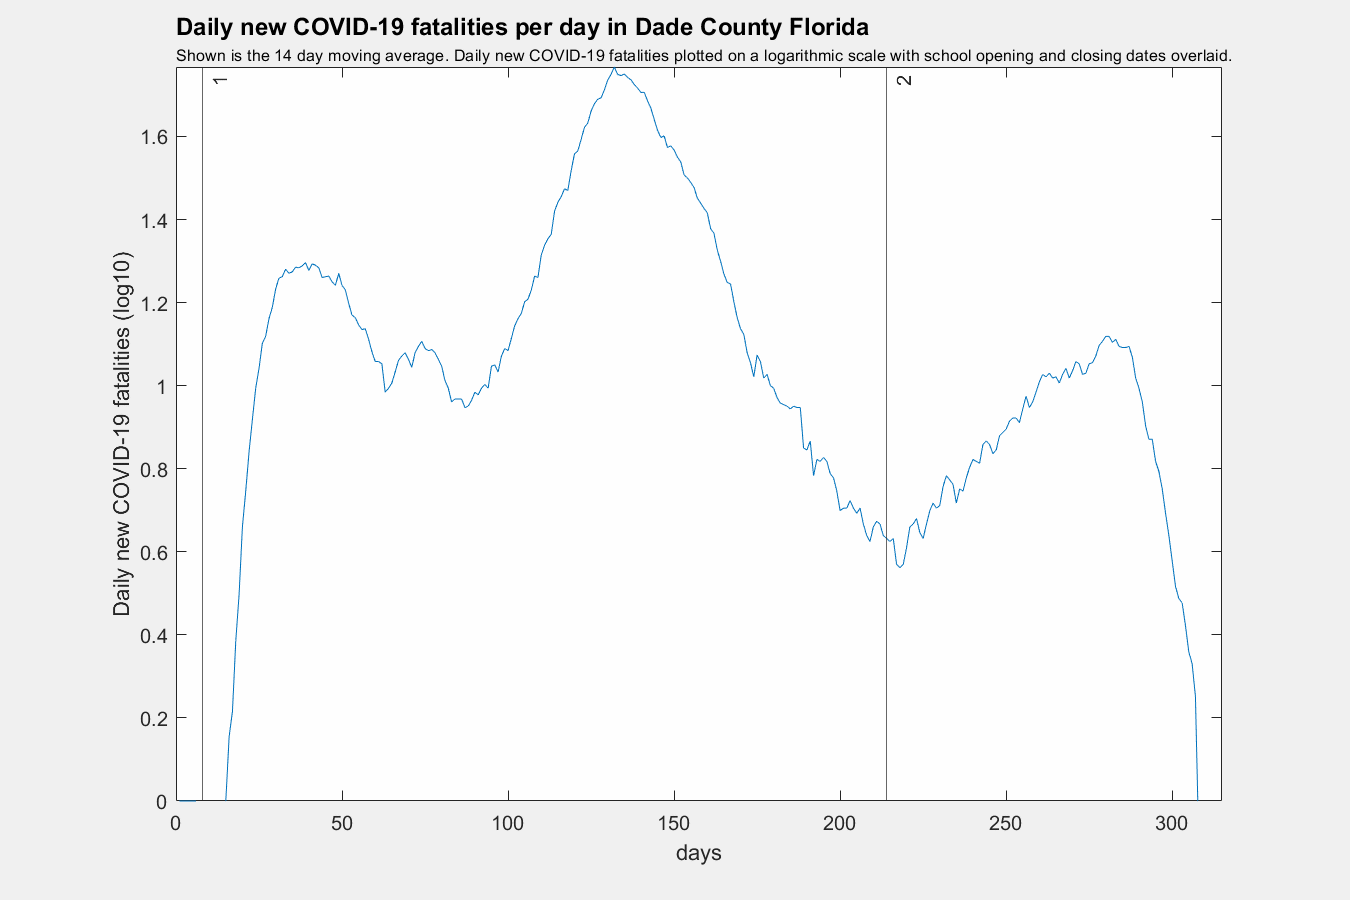 Daily new COVID-19 fatalities per day in Dade County Florida
Shown is the 14 day moving average. Daily new COVID-19 fatalities plotted on a logarithmic scale with school opening and closing dates overlaid.
1
2
Daily new COVID-19 fatalities (log10)
1.6
1.4
1.2
1
0.8
0.6
0.4
0.2
0
0 50 100 150 200 250 300
days